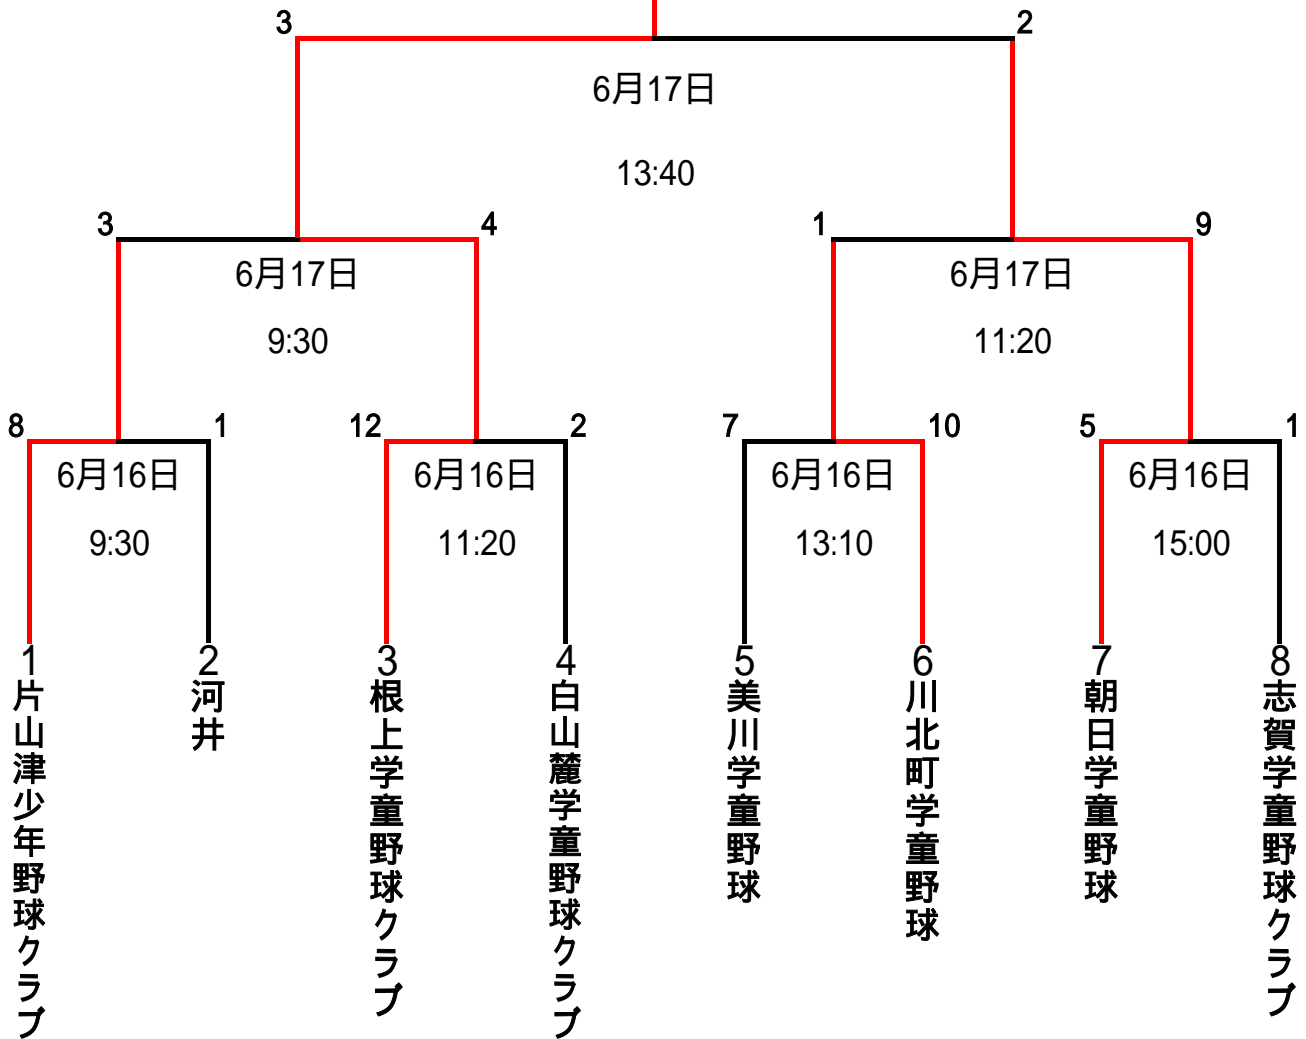 3 2
6月17日
13:40
3 4 1 9
6月17日 6月17日
9:30 11:20
8 1 12 2 7 10 5 1
6月16日 6月16日 6月16日 6月16日
9:30 11:20 13:10 15:00
1 2 3 4 5 6 7 8
片山津少年野球クラブ
河井
根上学童野球クラブ
白山麓学童野球クラブ
美川学童野球
川北町学童野球
朝日学童野球
志賀学童野球クラブ